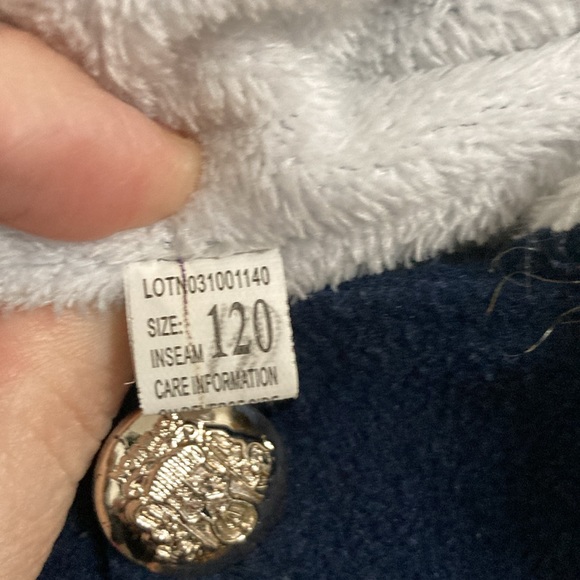 LOTN031001140
SIZE: 120
INSEAM
CARE INFORMATION